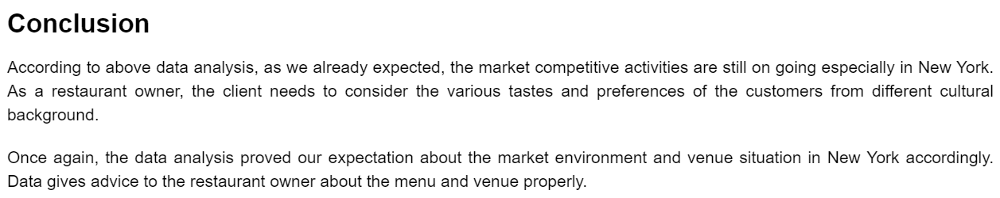 Conclusion
According to above data analysis, as we already expected, the market competitive activities are still on going especially in New York.
As a restaurant owner, the client needs to consider the various tastes and preferences of the customers from different cultural
background.
Once again, the data analysis proved our expectation about the market environment and venue situation in New York accordingly.
Data gives advice to the restaurant owner about the menu and venue properly.